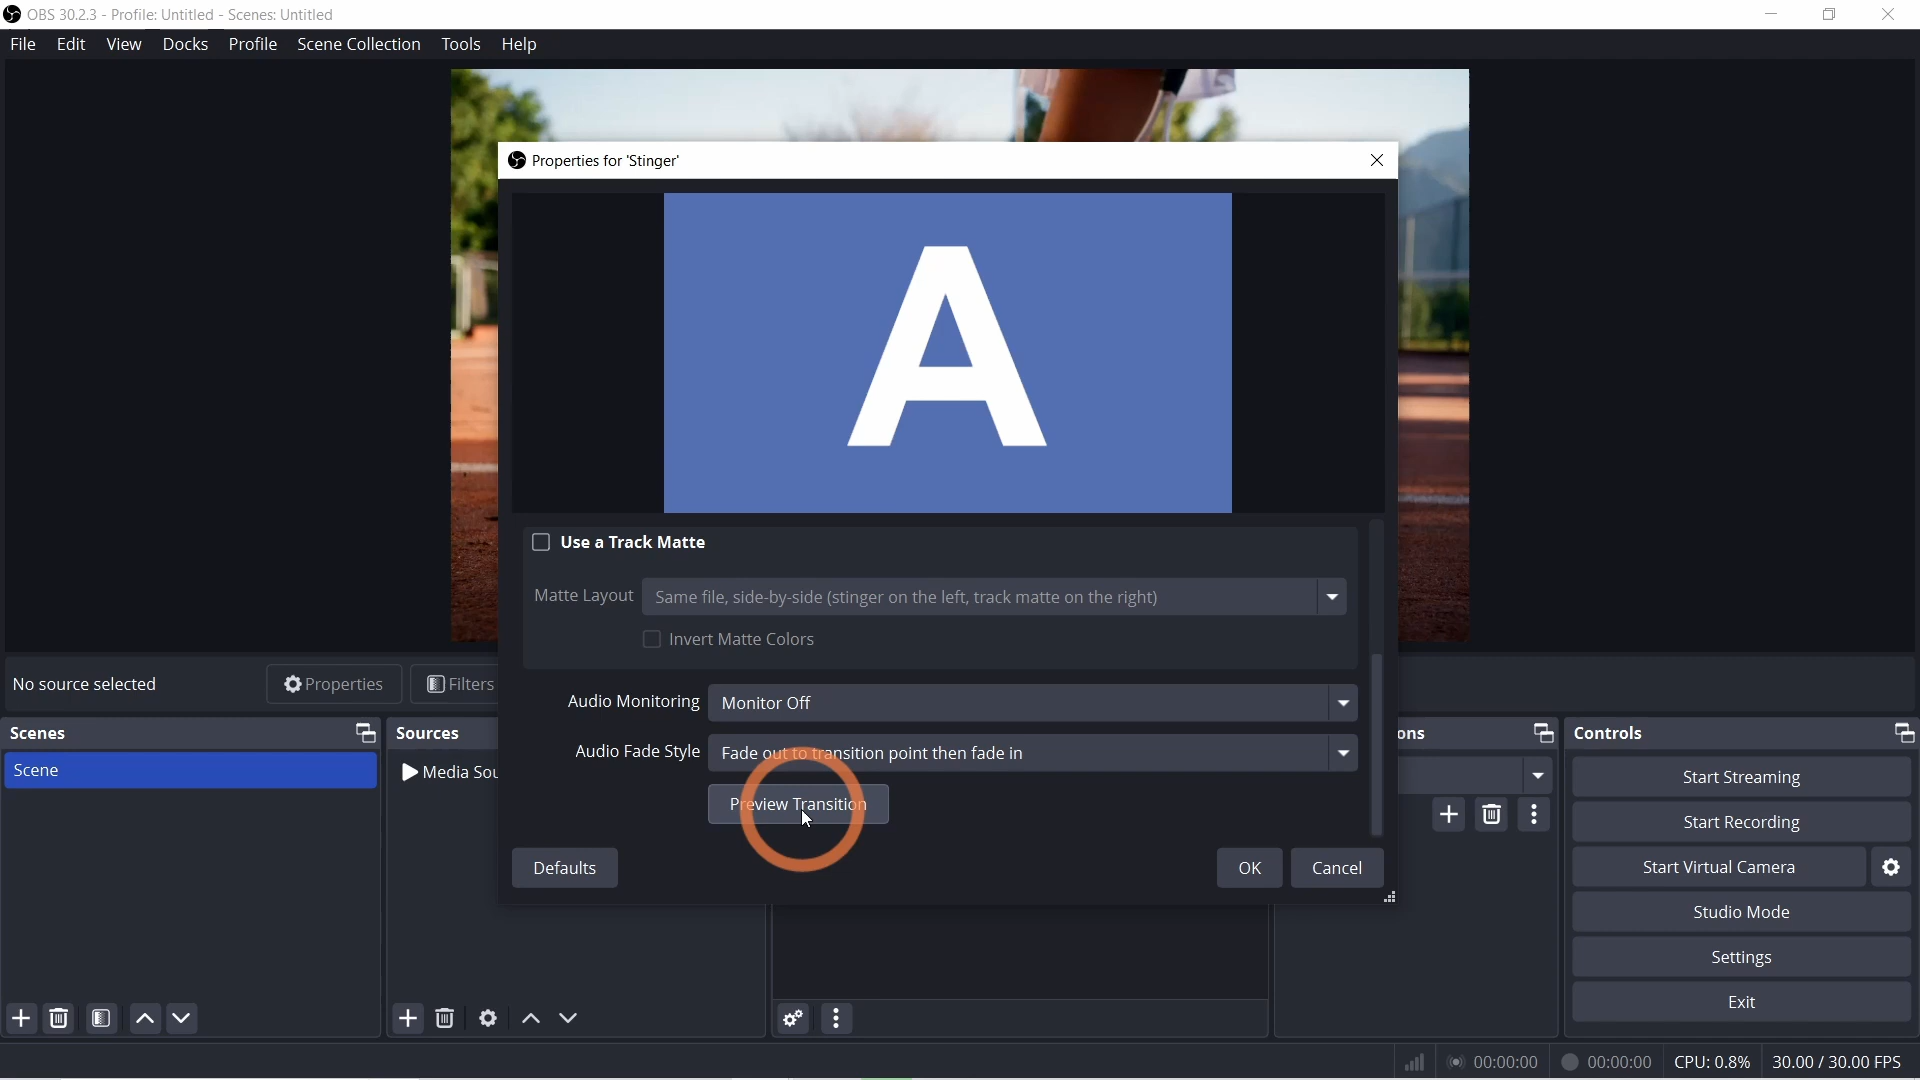 OBS 30.2.3 - Profile: Untitled - Scenes: Untitled
File Edit View Docks Profile Scene Collection Tools Help
Properties for 'Stinger'
A
Use a Track Matte
Matte Layout Same file, side-by-side (stinger on the left, track matte on the right)
Invert Matte Colors
No source selected Properties Filters
Audio Monitoring Monitor Off
Scenes Sources ons Controls
Audio Fade Style Fade out to transition point then fade in
Scene Media Sou Start Streaming
Preview Transition
Start Recording
Defaults OK Cancel Start Virtual Camera
Studio Mode
Settings
Exit
00:00:00 00:00:00 CPU: 0.8% 30.00 / 30.00 FPS